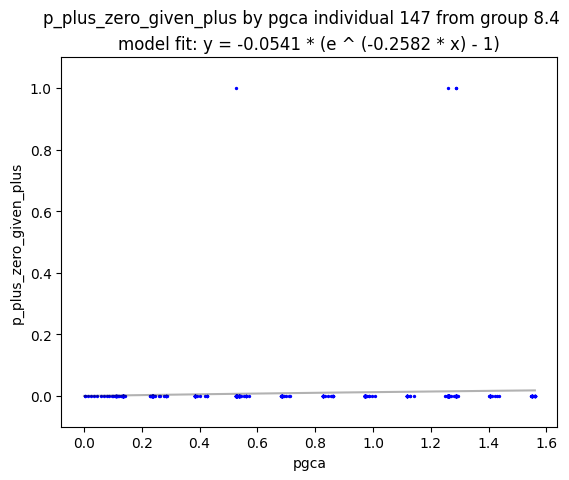 p_plus_zero_given_plus by pgca individual 147 from group 8.4
model fit: y = -0.0541 * (e ^ (-0.2582 * x) - 1)
1.0
0.8
0.6
0.4
0.2
0.0
p_plus_zero_given_plus
0.0 0.2 0.4 0.6 0.8 1.0 1.2 1.4 1.6
pgca